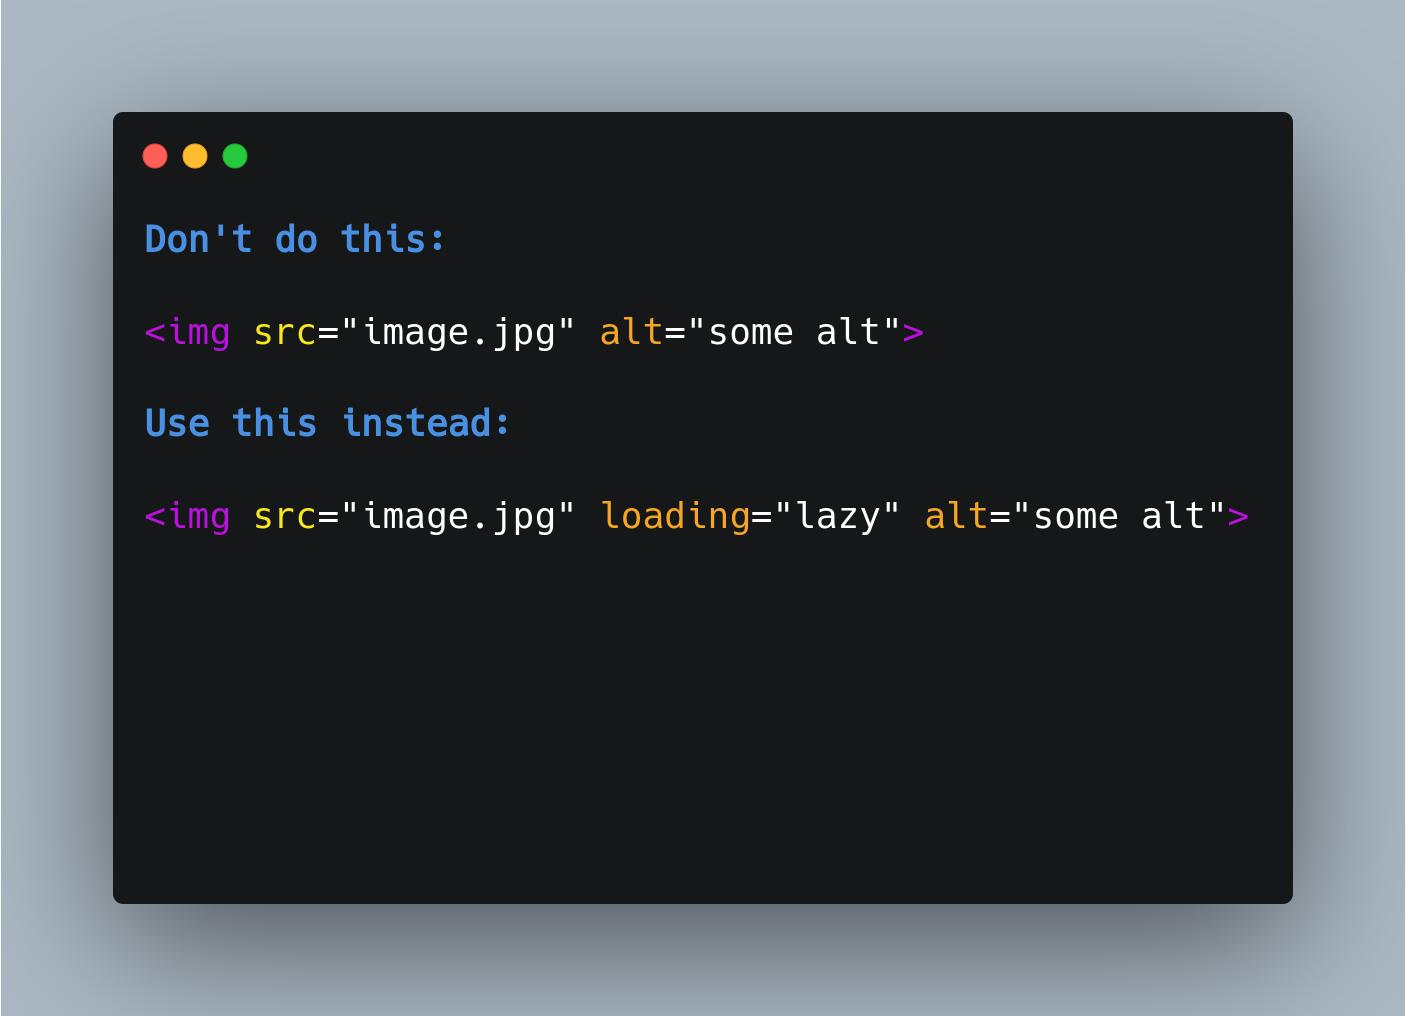 Don't do this:
<img src="image.jpg" alt="some alt">
Use this instead:
<img src="image.jpg" loading="lazy" alt="some alt">